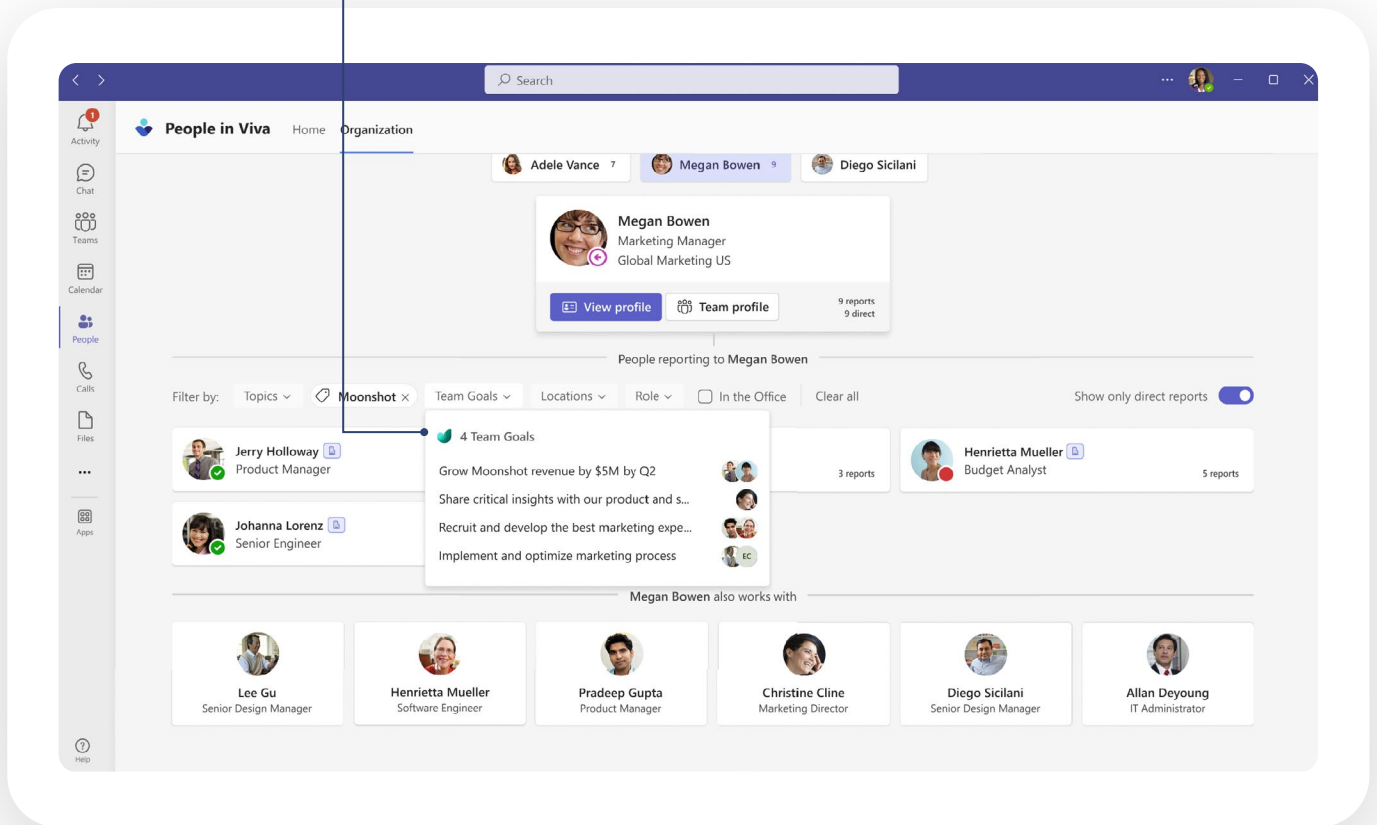 Search
1
Activity
Chat
Teams
Calendar
People
Calls
Files
Apps
Help
People in Viva Home Organization
Adele Vance 7
Megan Bowen 9
Diego Sicilani
Megan Bowen
Marketing Manager
Global Marketing US
View profile
Team profile
9 reports
9 direct
People reporting to Megan Bowen
Filter by: Topics Moonshot × Team Goals Locations Role In the Office Clear all Show only direct reports
Jerry Holloway
Product Manager
4 Team Goals
Grow Moonshot revenue by $5M by Q2
Share critical insights with our product and s...
Recruit and develop the best marketing expe...
Implement and optimize marketing process
EC
3 reports
Henrietta Mueller
Budget Analyst
5 reports
Johanna Lorenz
Senior Engineer
Megan Bowen also works with
Lee Gu
Senior Design Manager
Henrietta Mueller
Software Engineer
Pradeep Gupta
Product Manager
Christine Cline
Marketing Director
Diego Sicilani
Senior Design Manager
Allan Deyoung
IT Administrator